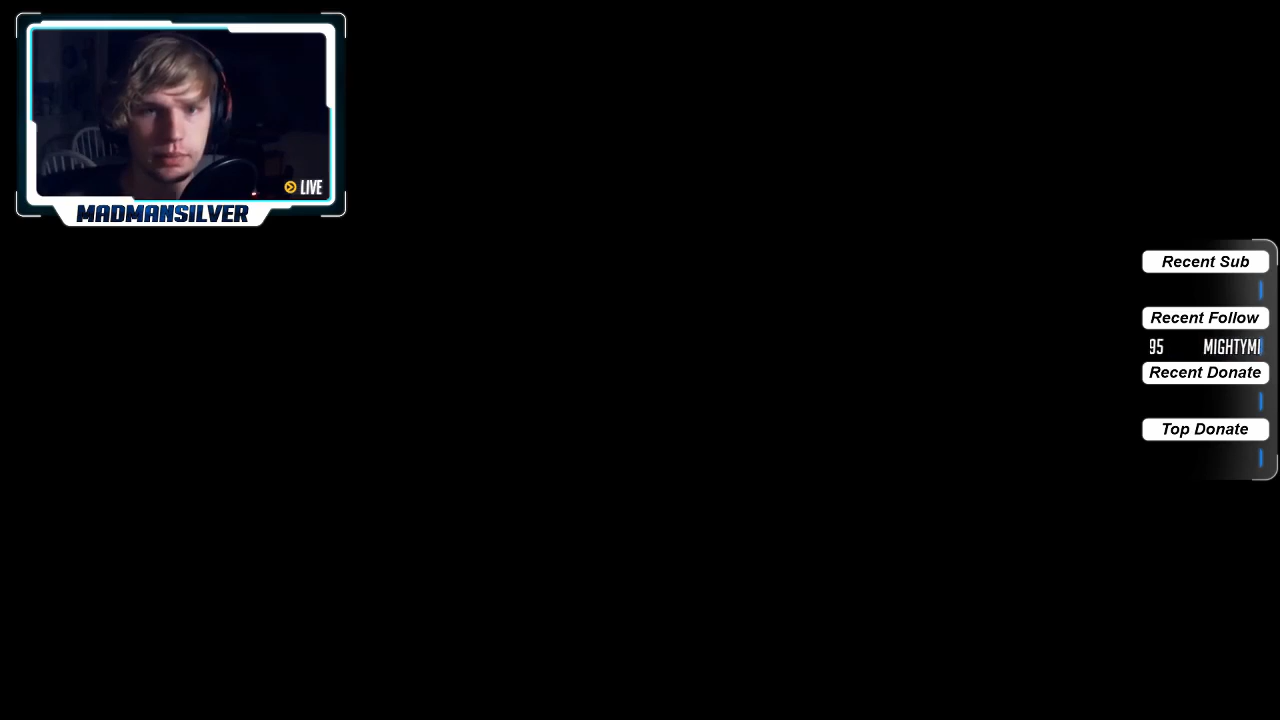 LIVE
MADMANSILVER
Recent Sub
Recent Follow
95 MIGHTYMI
Recent Donate
Top Donate